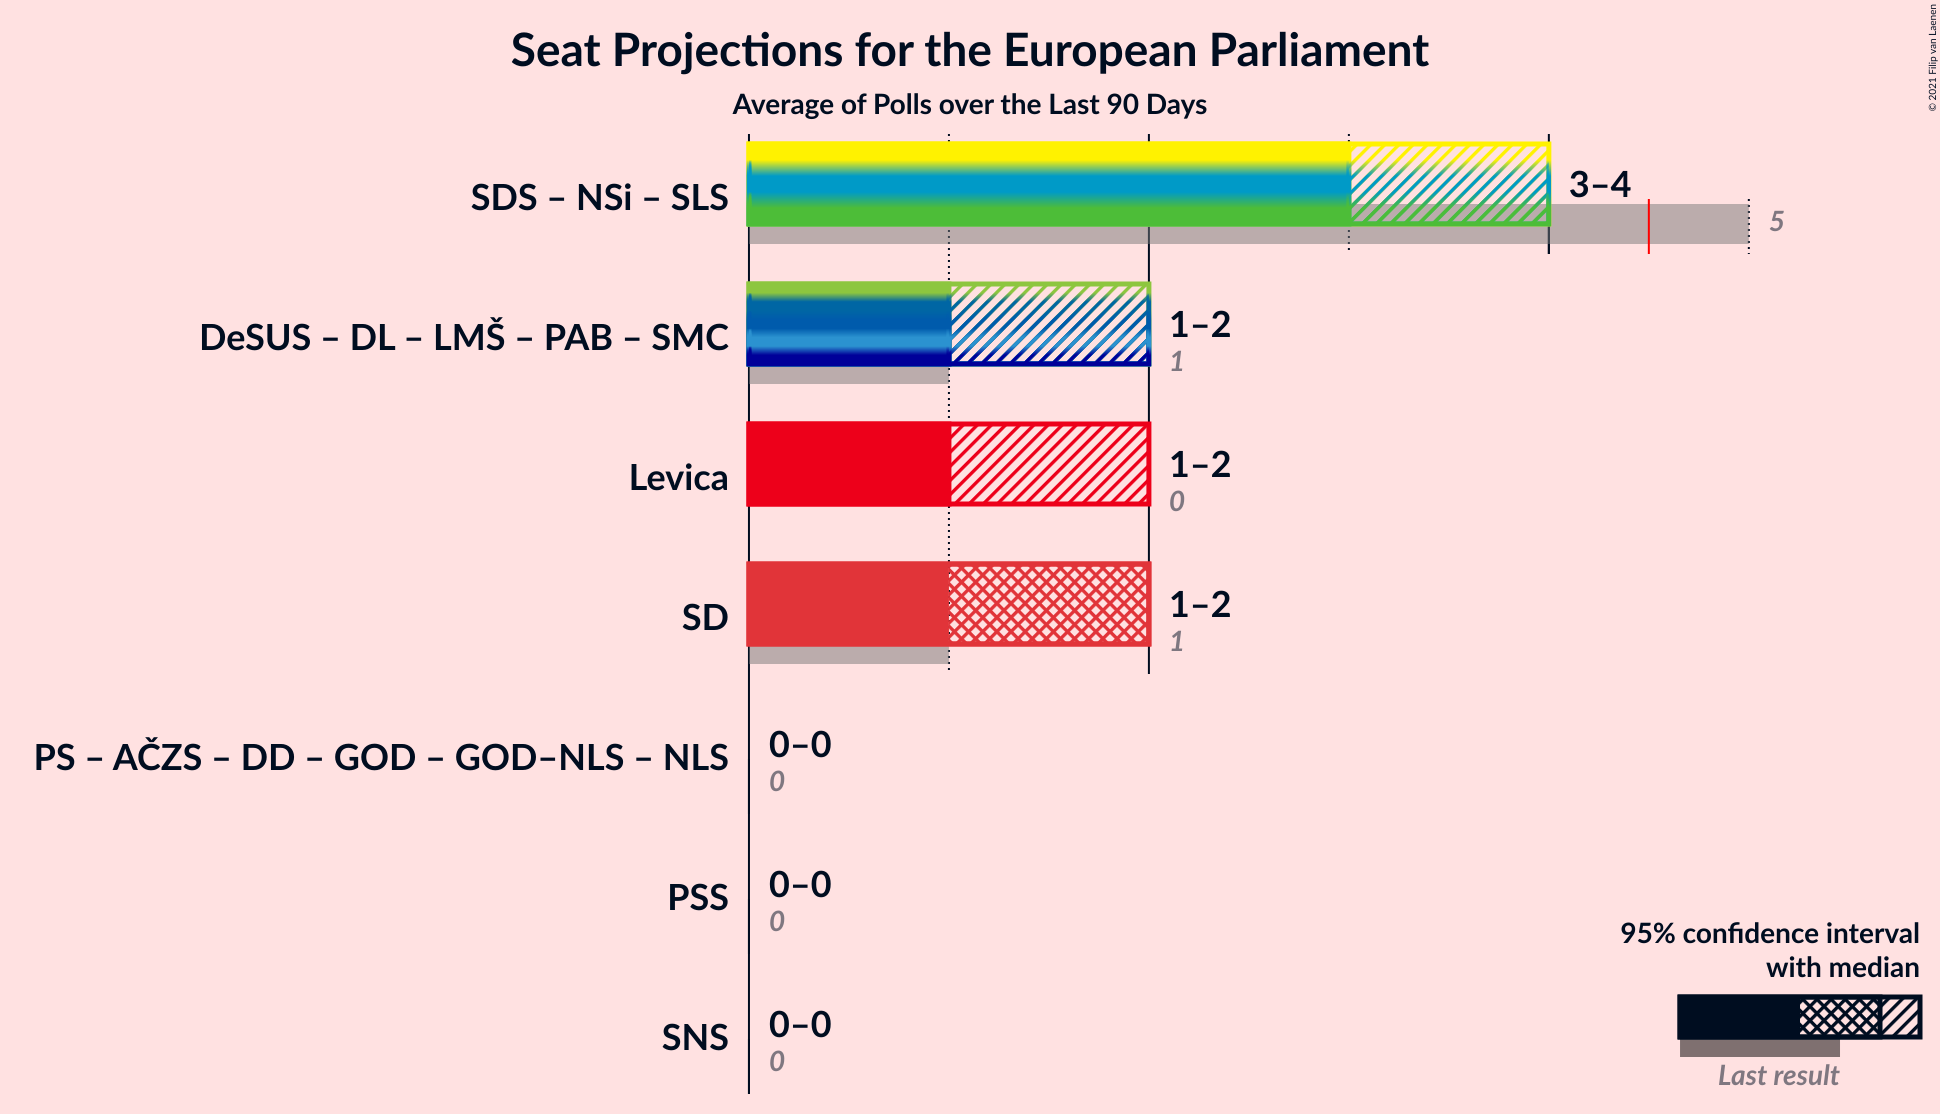 Seat Projections for the European Parliament
Average of Polls over the Last 90 Days
© 2021 Filip van Laenen
SDS – NSi – SLS
3–4
5
DeSUS – DL – LMŠ – PAB – SMC
1–2
1
Levica
1–2
0
SD
1–2
1
PS – AČZS – DD – GOD – GOD–NLS – NLS
0–0
0
PSS
0–0
0
SNS
0–0
0
95% confidence interval
with median
Last result